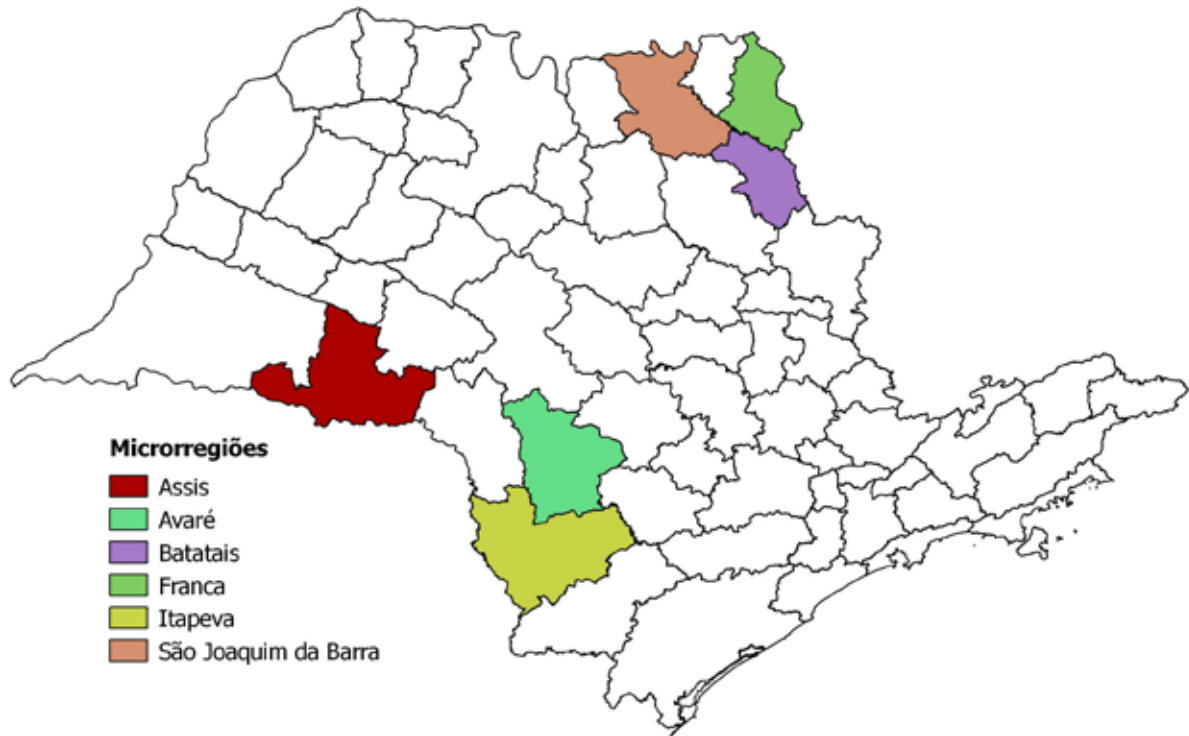 Microrregiões
Assis
Avaré
Batatais
Franca
Itapeva
São Joaquim da Barra